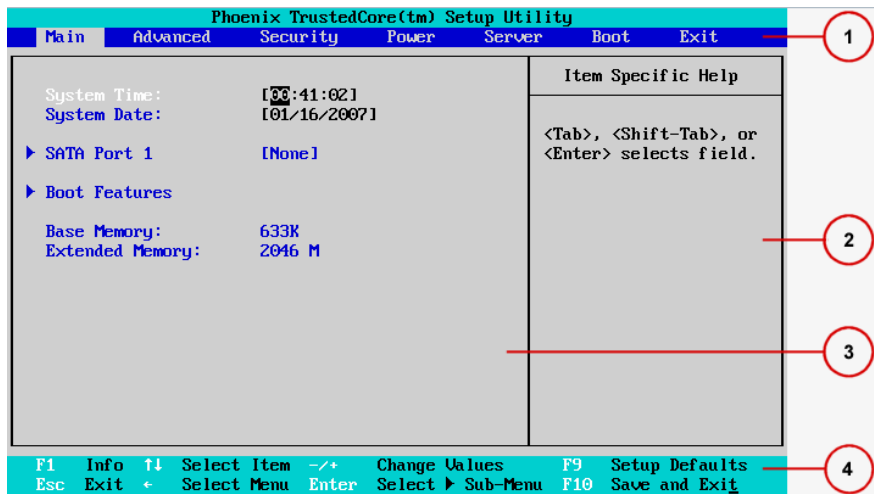 Phoenix TrustedCore(tm) Setup Utility
Main Advanced Security Power Server Boot Exit
1
Item Specific Help
System Time: [00:41:02]
System Date: [01/16/2007]
<Tab>, <Shift-Tab>, or
<Enter> selects field.
▶ SATA Port 1 [None]
▶ Boot Features
Base Memory: 633K
Extended Memory: 2046 M
2
3
F1 Info ↑↓ Select Item -/+ Change Values F9 Setup Defaults
Esc Exit ← Select Menu Enter Select ▶ Sub-Menu F10 Save and Exit
4